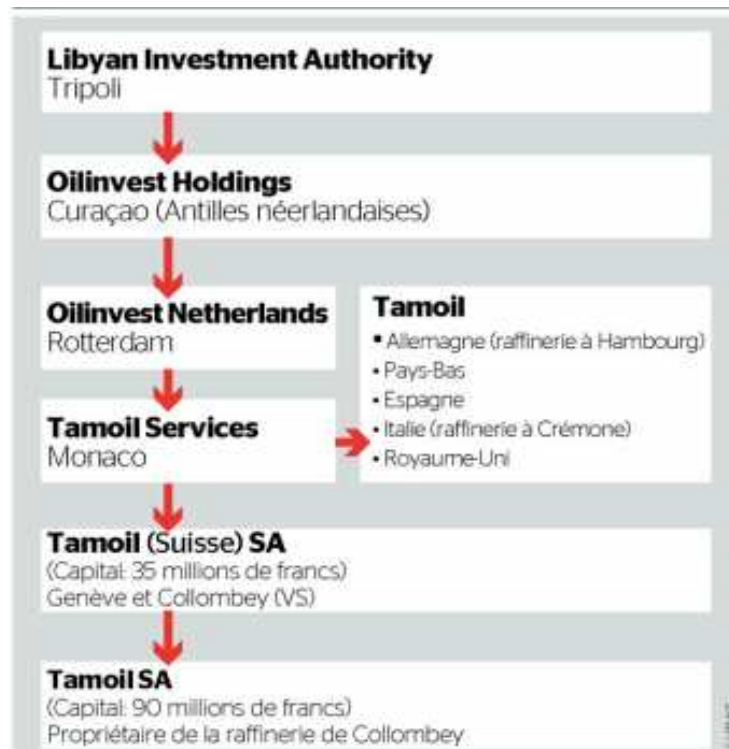 Libyan Investment Authority
Tripoli
Oilinvest Holdings
Curaçao (Antilles néerlandaises)
Oilinvest Netherlands
Rotterdam
Tamoil Services
Monaco
Tamoil
• Allemagne (raffinerie à Hambourg)
• Pays-Bas
• Espagne
• Italie (raffinerie à Crémone)
• Royaume-Uni
Tamoil (Suisse) SA
(Capital: 35 millions de francs)
Genève et Collombey (VS)
Tamoil SA
(Capital: 90 millions de francs)
Propriétaire de la raffinerie de Collombey